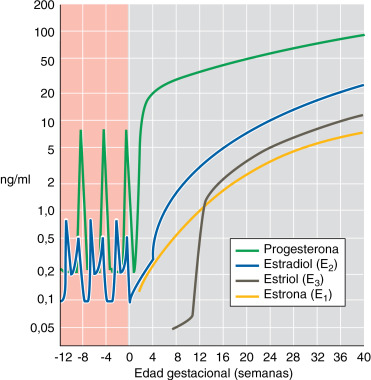 200
100
50
20
10
5
ng/ml
2
1,0
0,5
0,2
0,1
0,05
Progesterona
Estradiol (E2)
Estriol (E3)
Estrona (E1)
-12 -8 -4 0 4 8 12 16 20 24 28 32 36 40
Edad gestacional (semanas)